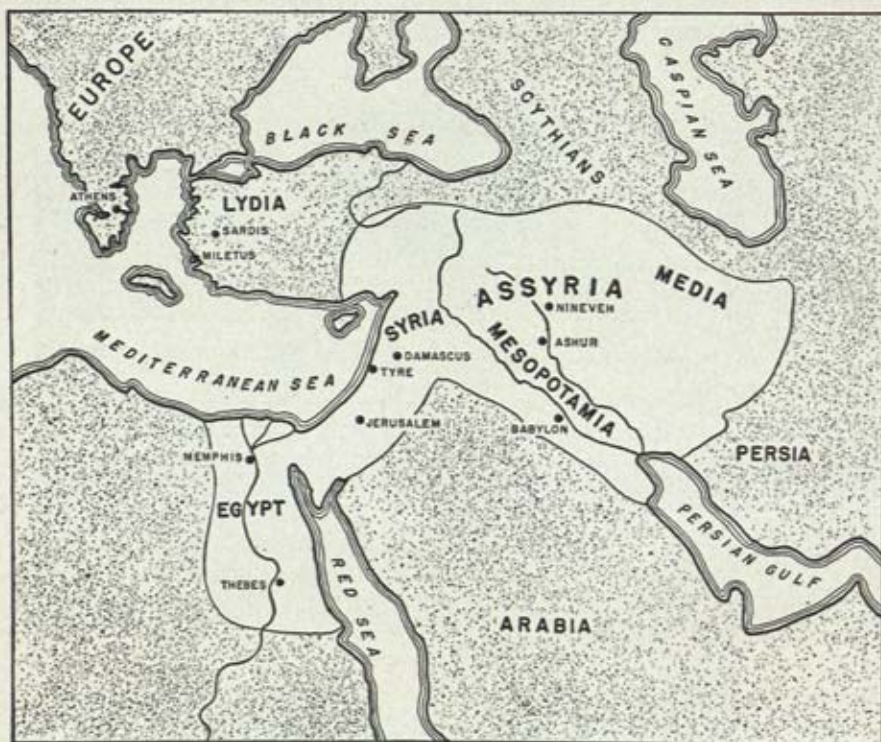 EUROPE
BLACK SEA
SCYTHIANS
CASPIAN SEA
ATHENS
LYDIA
SARDIS
MILETUS
MEDIA
ASSYRIA
NINEVEH
SYRIA
ASHUR
MESOPOTAMIA
DAMASCUS
TYRE
MEDITERRANEAN SEA
JERUSALEM
BABYLON
MEMPHIS
PERSIA
EGYPT
PERSIAN GULF
THEBES
RED SEA
ARABIA